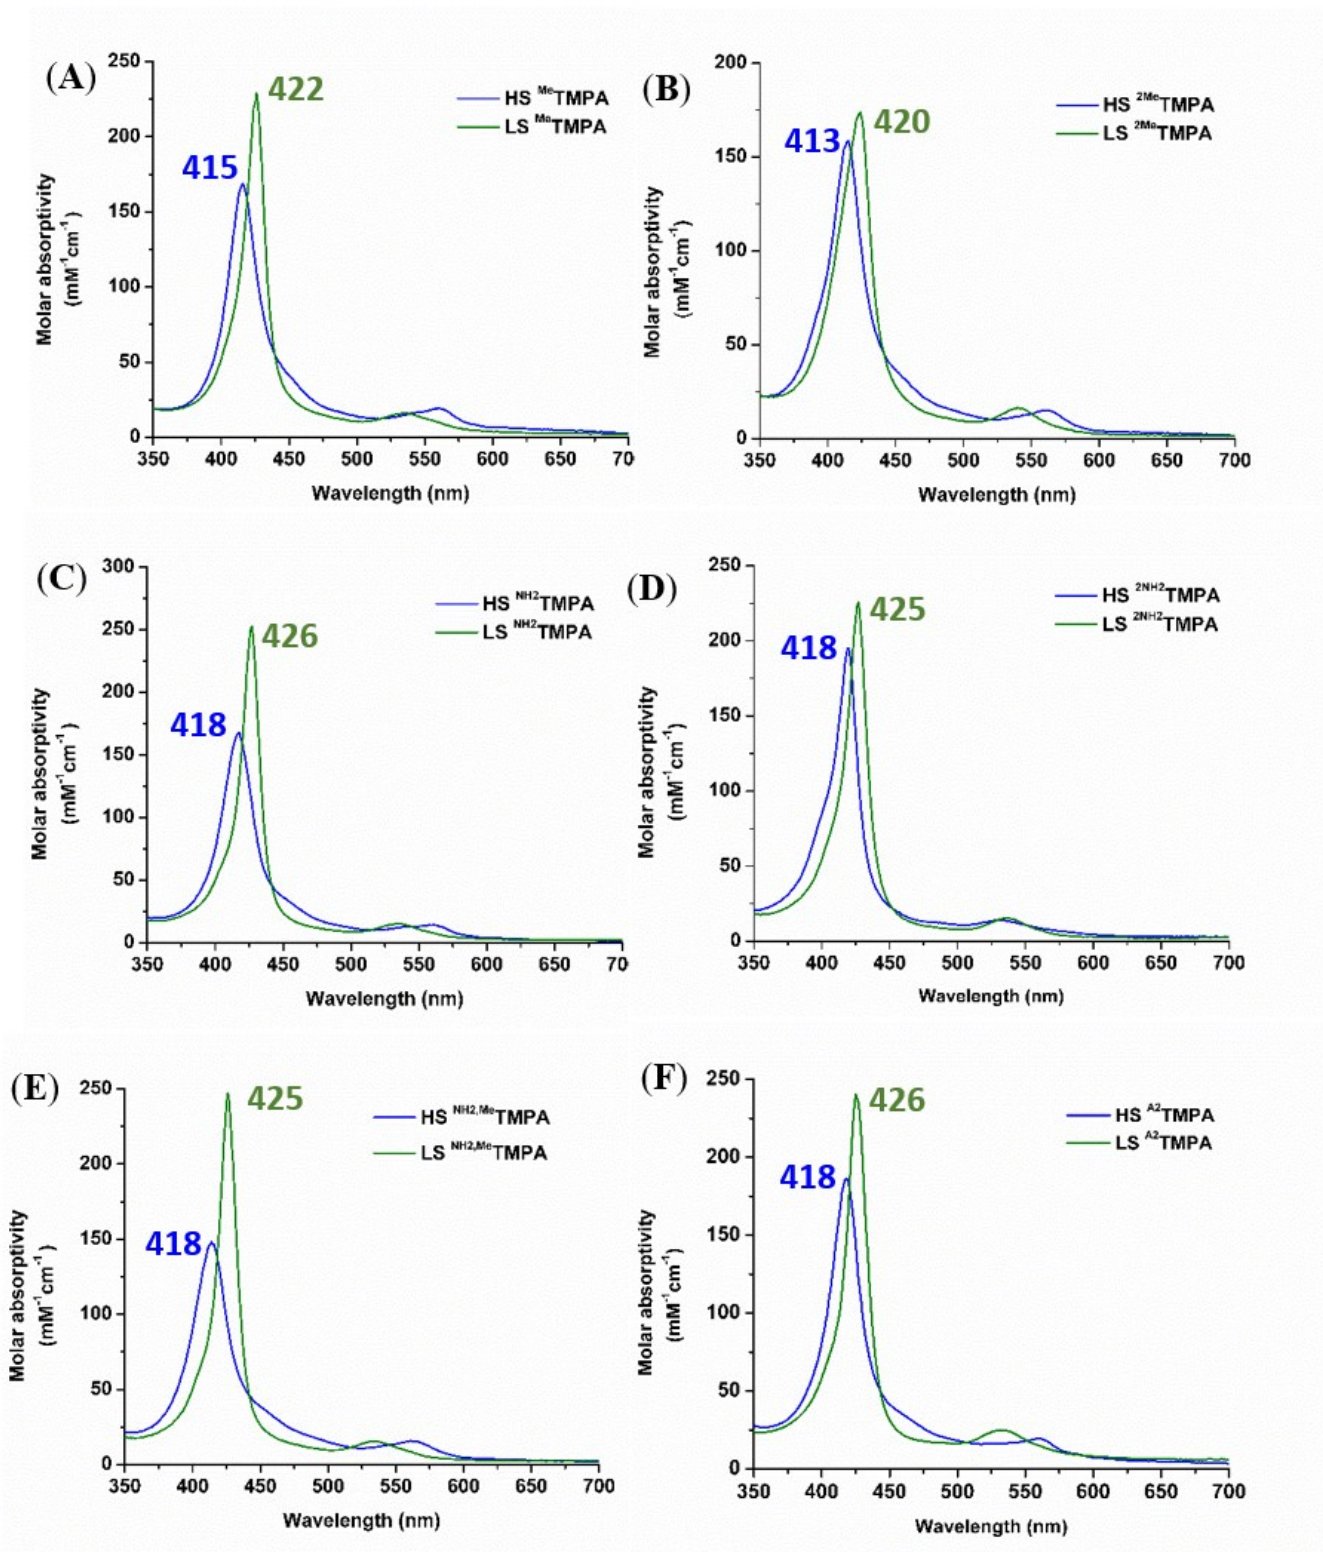 (A)
250
200
150
100
50
0
422
415
HS MeTMPA
LS MeTMPA
Molar absorptivity
(mM-1cm-1)
350 400 450 500 550 600 650 70
Wavelength (nm)
(B)
200
150
100
50
0
413
420
HS 2MeTMPA
LS 2MeTMPA
Molar absorptivity
(mM-1cm-1)
350 400 450 500 550 600 650 700
Wavelength (nm)
(C)
300
250
200
150
100
50
0
426
418
HS NH2TMPA
LS NH2TMPA
Molar absorptivity
(mM-1cm-1)
350 400 450 500 550 600 650 70
Wavelength (nm)
(D)
250
200
150
100
50
0
425
418
HS 2NH2TMPA
LS 2NH2TMPA
Molar absorptivity
(mM-1cm-1)
350 400 450 500 550 600 650 700
Wavelength (nm)
(E)
250
200
150
100
50
0
425
418
HS NH2,MeTMPA
LS NH2,MeTMPA
Molar absorptivity
(mM-1cm-1)
350 400 450 500 550 600 650 700
Wavelength (nm)
(F)
250
200
150
100
50
0
426
418
HS A2TMPA
LS A2TMPA
Molar absorptivity
(mM-1cm-1)
350 400 450 500 550 600 650 700
Wavelength (nm)